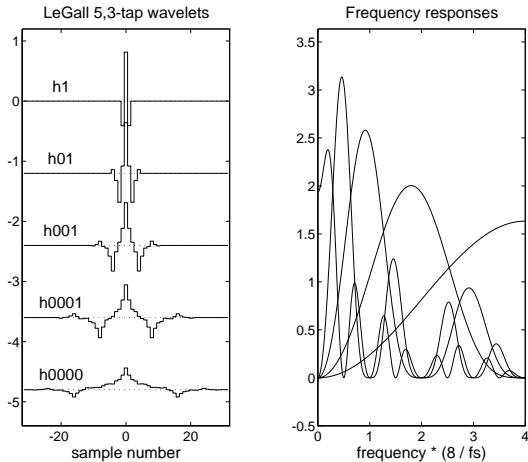 LeGall 5,3-tap wavelets
1
0
-1
-2
-3
-4
-5
h1
h01
h001
h0001
h0000
-20
0
20
sample number
Frequency responses
3.5
3
2.5
2
1.5
1
0.5
0
-0.5
0
1
2
3
4
frequency * (8 / fs)